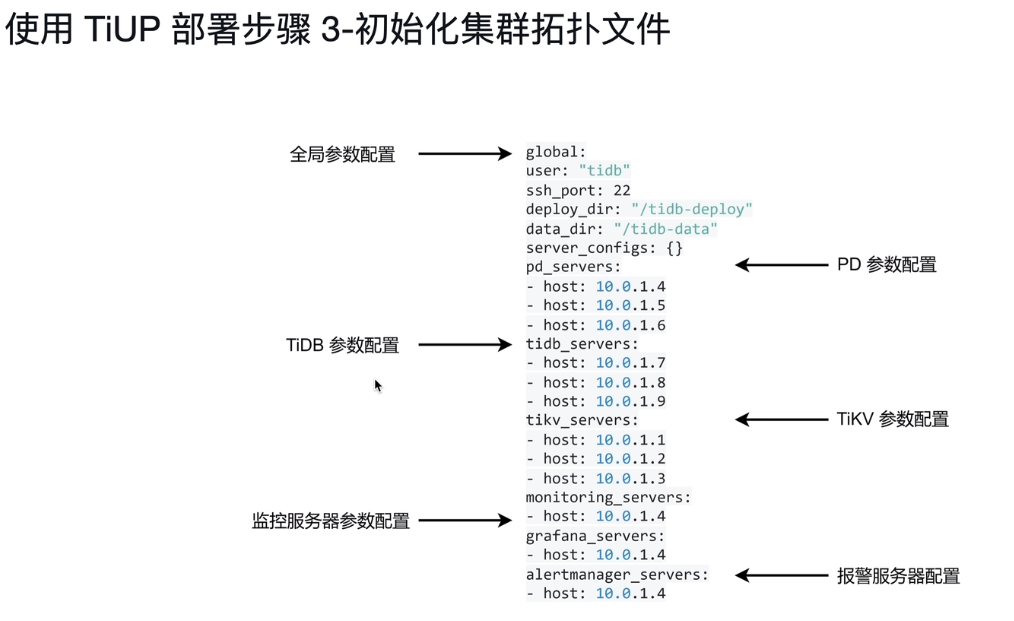 使用 TiUP 部署步骤 3-初始化集群拓扑文件
全局参数配置
global:
user: "tidb"
ssh_port: 22
deploy_dir: "/tidb-deploy"
data_dir: "/tidb-data"
server_configs: {}
pd_servers:
PD 参数配置
- host: 10.0.1.4
- host: 10.0.1.5
- host: 10.0.1.6
TiDB 参数配置
tidb_servers:
- host: 10.0.1.7
- host: 10.0.1.8
- host: 10.0.1.9
tikv_servers:
TiKV 参数配置
- host: 10.0.1.1
- host: 10.0.1.2
- host: 10.0.1.3
monitoring_servers:
监控服务器参数配置
- host: 10.0.1.4
grafana_servers:
- host: 10.0.1.4
alertmanager_servers:
报警服务器配置
- host: 10.0.1.4